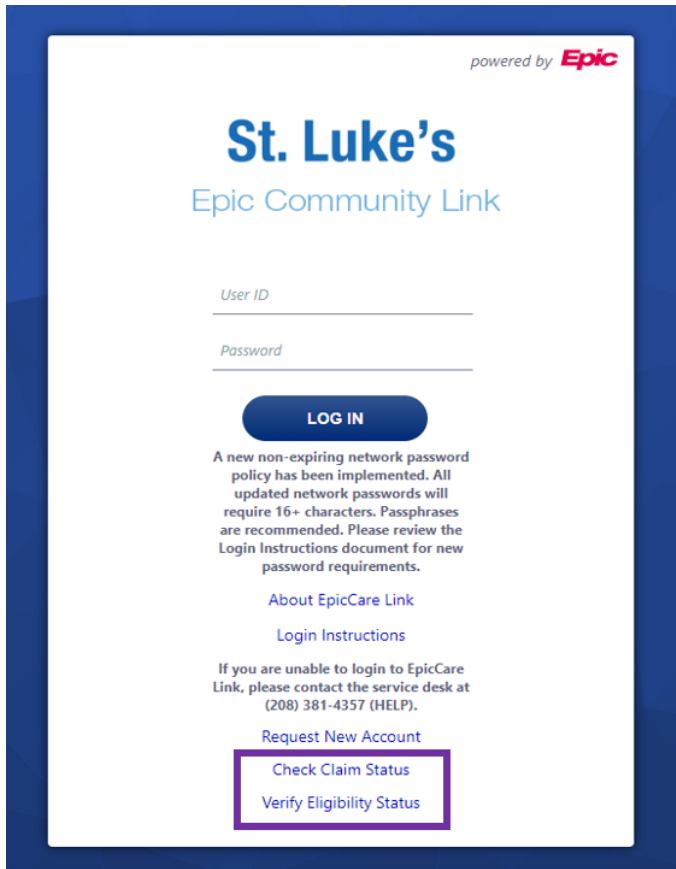 powered by Epic
St. Luke's
Epic Community Link
User ID
Password
LOG IN
A new non-expiring network password
policy has been implemented. All
updated network passwords will
require 16+ characters. Passphrases
are recommended. Please review the
Login Instructions document for new
password requirements.
About EpicCare Link
Login Instructions
If you are unable to login to EpicCare
Link, please contact the service desk at
(208) 381-4357 (HELP).
Request New Account
Check Claim Status
Verify Eligibility Status